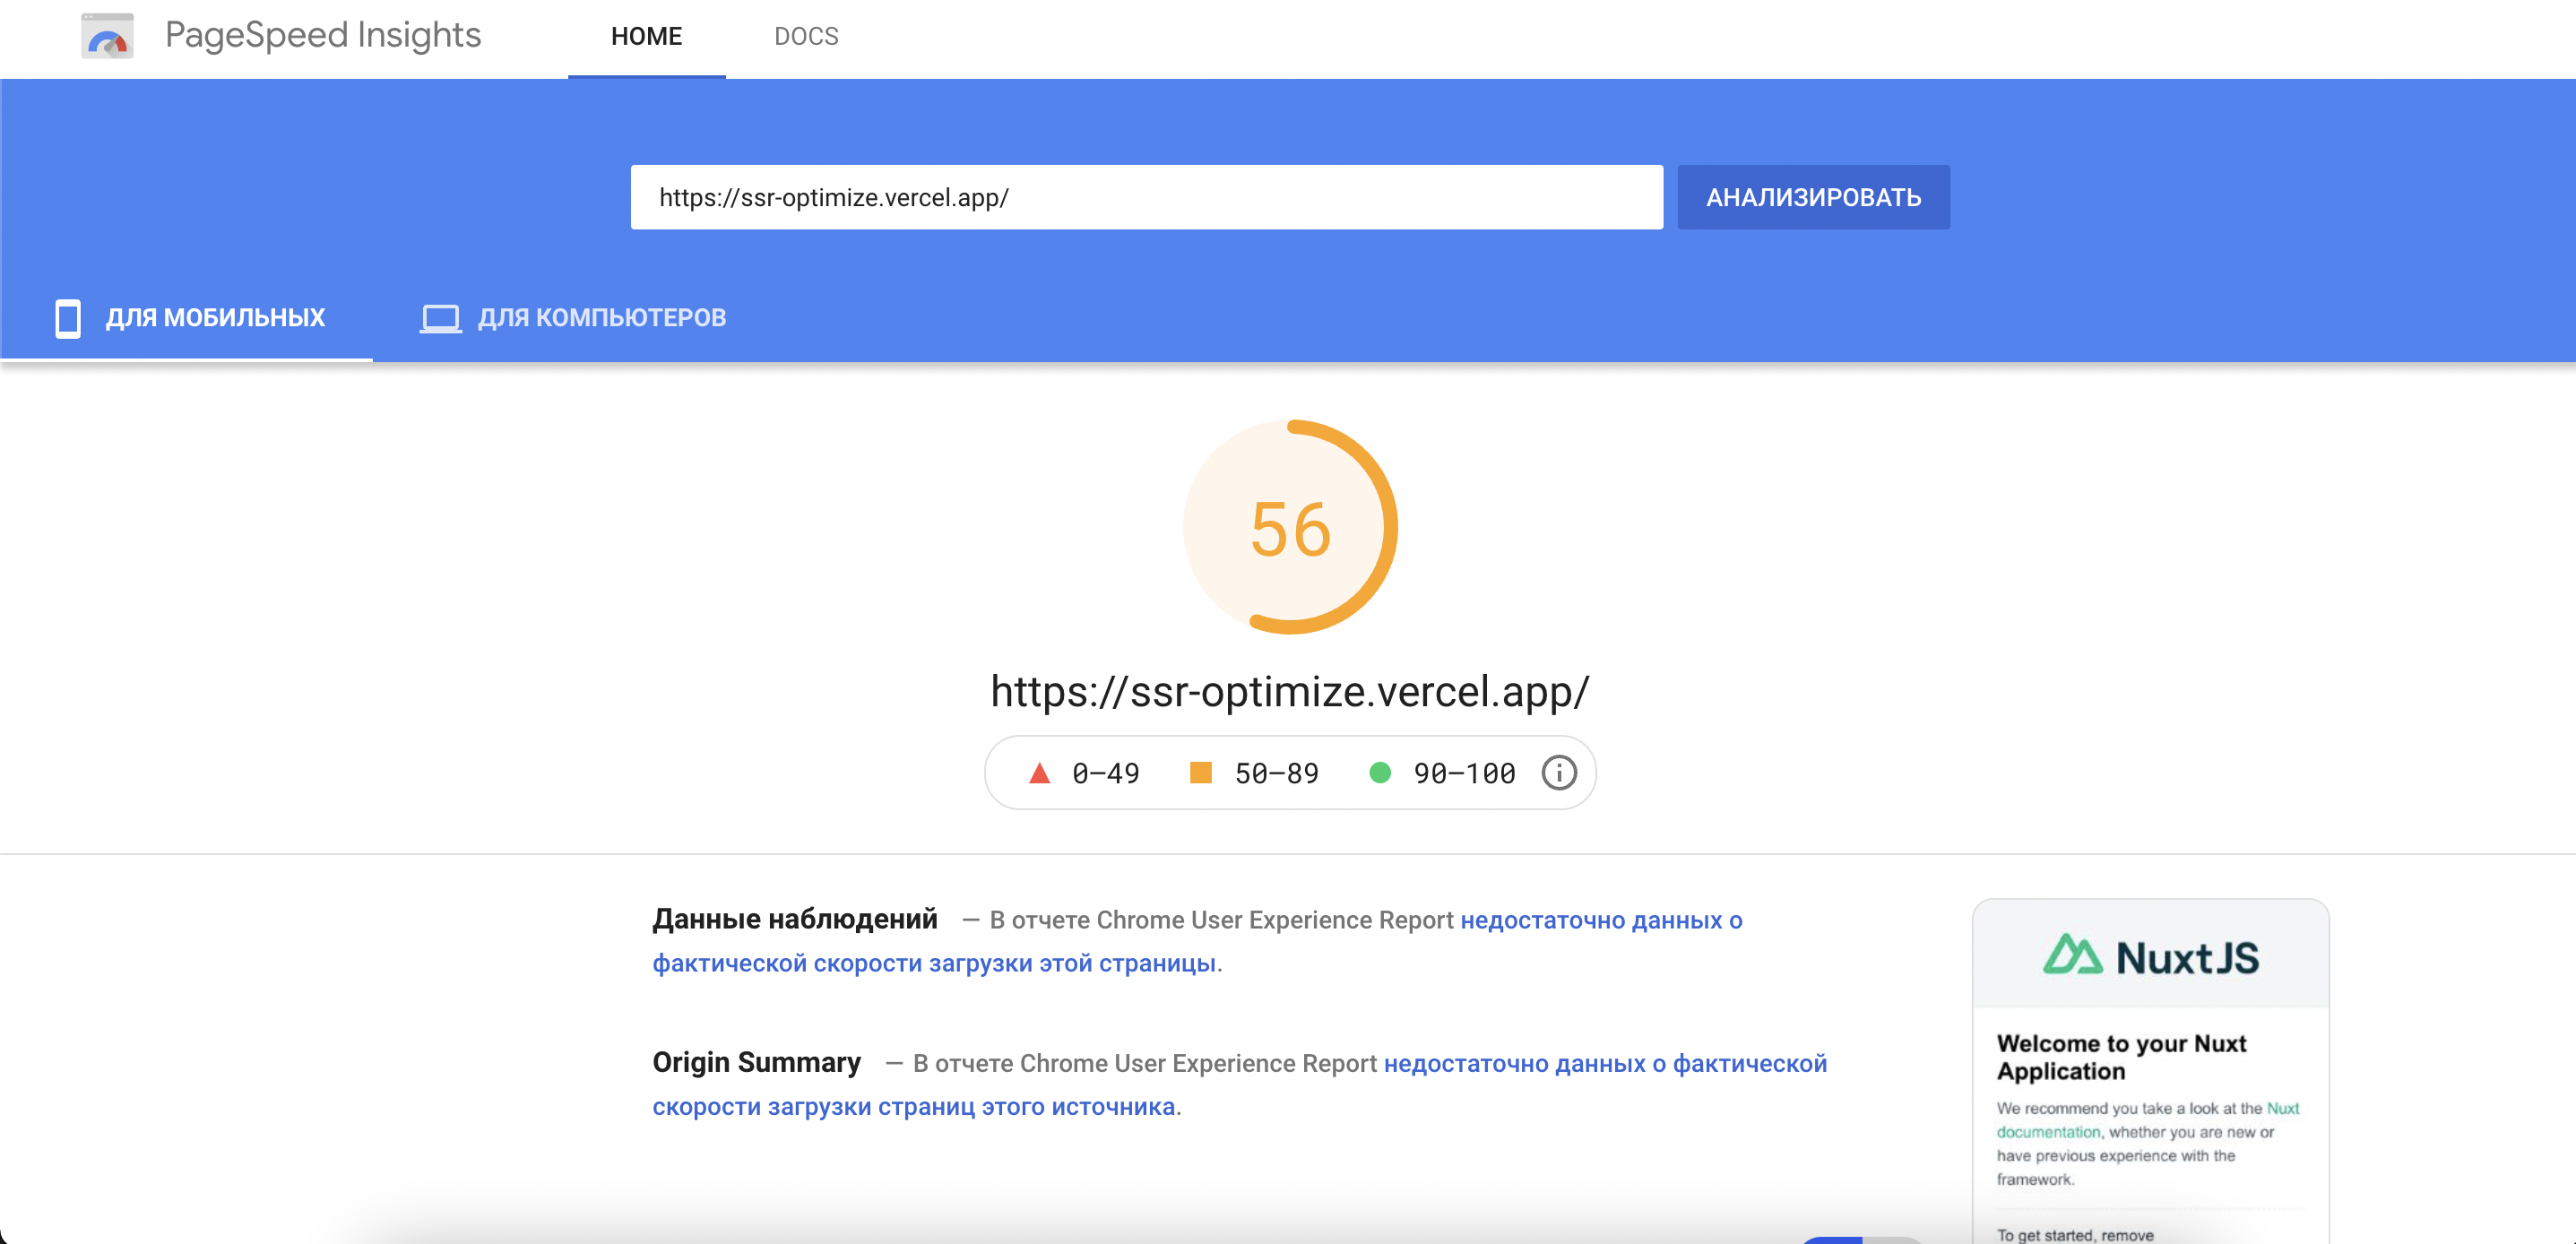 PageSpeed Insights
HOME
DOCS
https://ssr-optimize.vercel.app/
АНАЛИЗИРОВАТЬ
ДЛЯ МОБИЛЬНЫХ
ДЛЯ КОМПЬЮТЕРОВ
56
https://ssr-optimize.vercel.app/
0–49
50–89
90–100
Данные наблюдений — В отчете Chrome User Experience Report недостаточно данных о
фактической скорости загрузки этой страницы.
Origin Summary — В отчете Chrome User Experience Report недостаточно данных о фактической
скорости загрузки страниц этого источника.
NuxtJS
Welcome to your Nuxt
Application
We recommend you take a look at the Nuxt
documentation, whether you are new or
have previous experience with the
framework.
To get started, remove